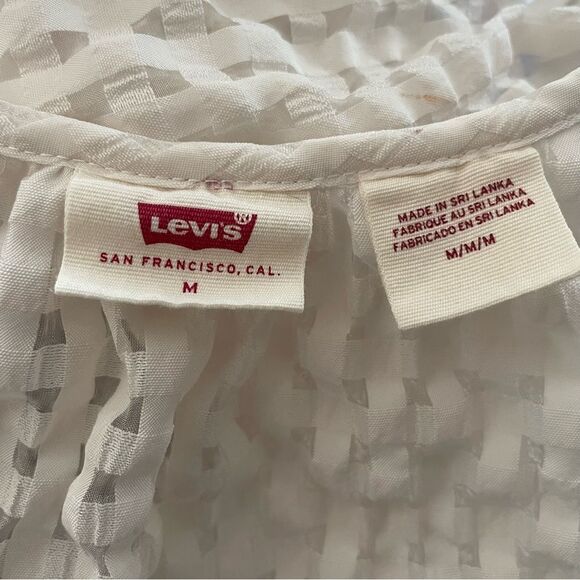 Levi's
SAN FRANCISCO, CAL.
M
MADE IN SRI LANKA
FABRIQUE AU SRI LANKA
FABRICADO EN SRI LANKA
M/M/M